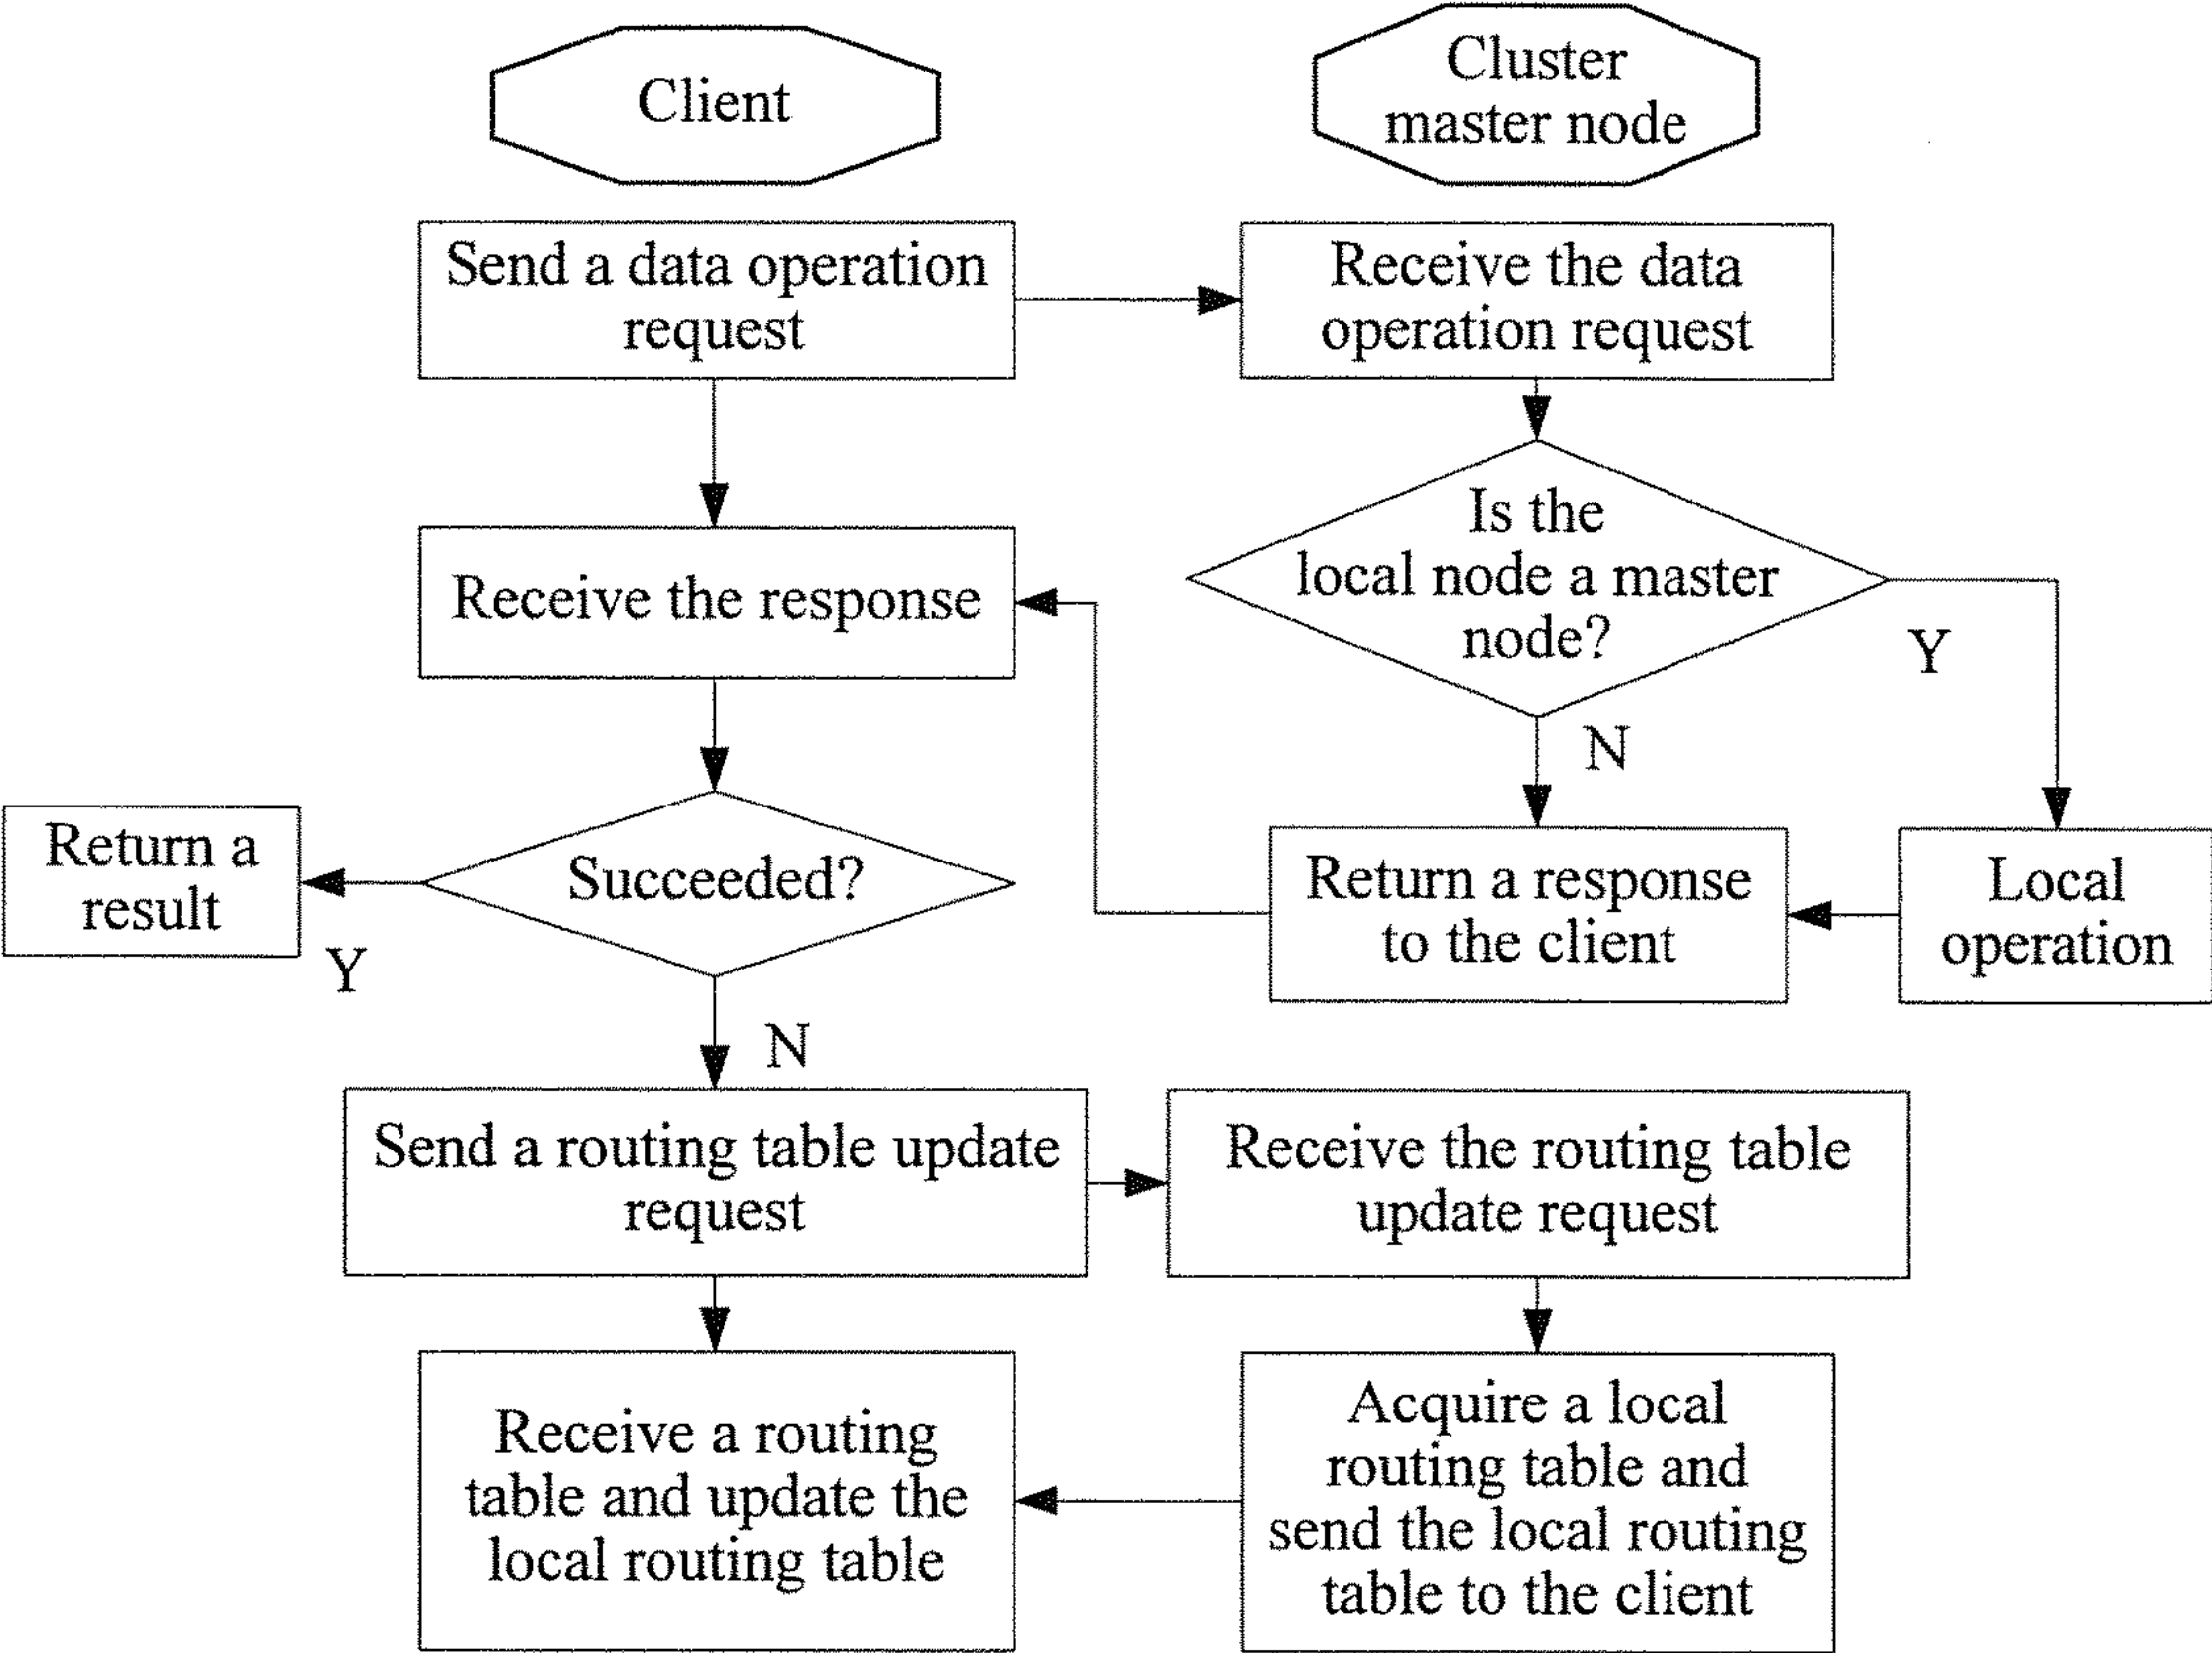 Client
Cluster
master node
Send a data operation
request
Receive the data
operation request
Is the
local node a master
node?
Y
N
Receive the response
Succeeded?
Return a
result
Y
N
Return a response
to the client
Local
operation
Send a routing table update
request
Receive the routing table
update request
Receive a routing
table and update the
local routing table
Acquire a local
routing table and
send the local routing
table to the client